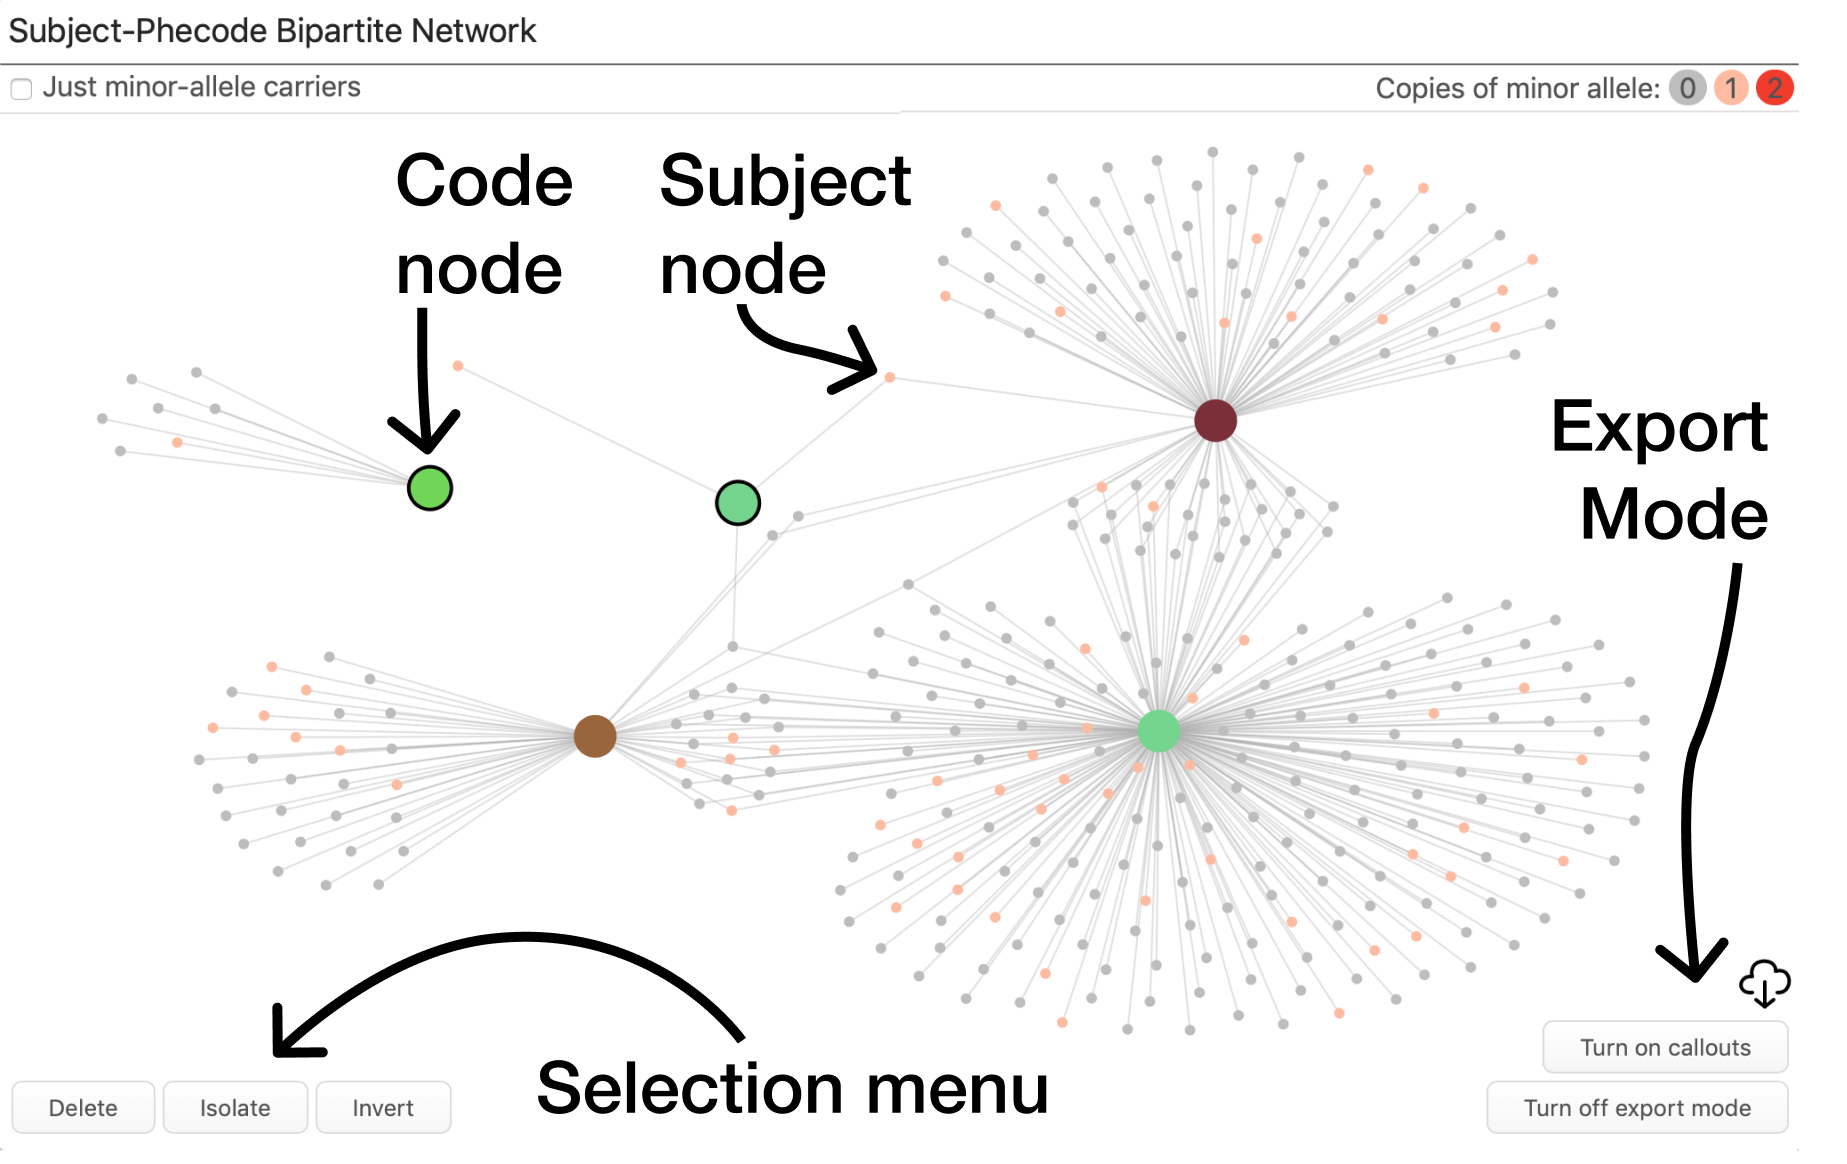 Subject-Phecode Bipartite Network
Just minor-allele carriers
Copies of minor allele: 0 1 2
Code
node
Subject
node
Export
Mode
Selection menu
Turn on callouts
Delete Isolate Invert
Turn off export mode